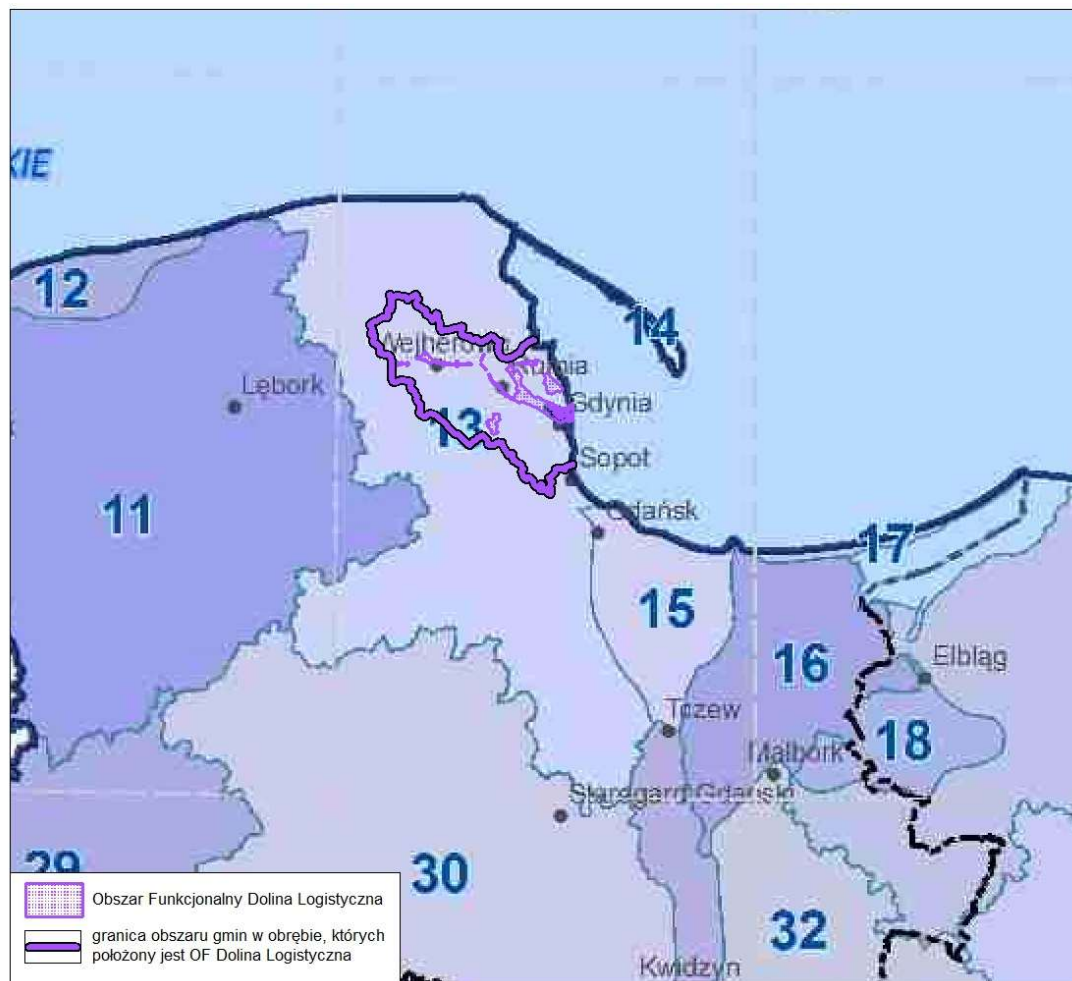 KIE
12
14
Wejherowo
Rumia
Lębork
Gdynia
13
Sopot
11
Gdańsk
17
15
16
Elbląg
Tczew
18
Malbork
Starogard Gdański
29
30
32
Kwidzyn
Obszar Funkcjonalny Dolina Logistyczna
granica obszaru gmin w obrębie, których
położony jest OF Dolina Logistyczna